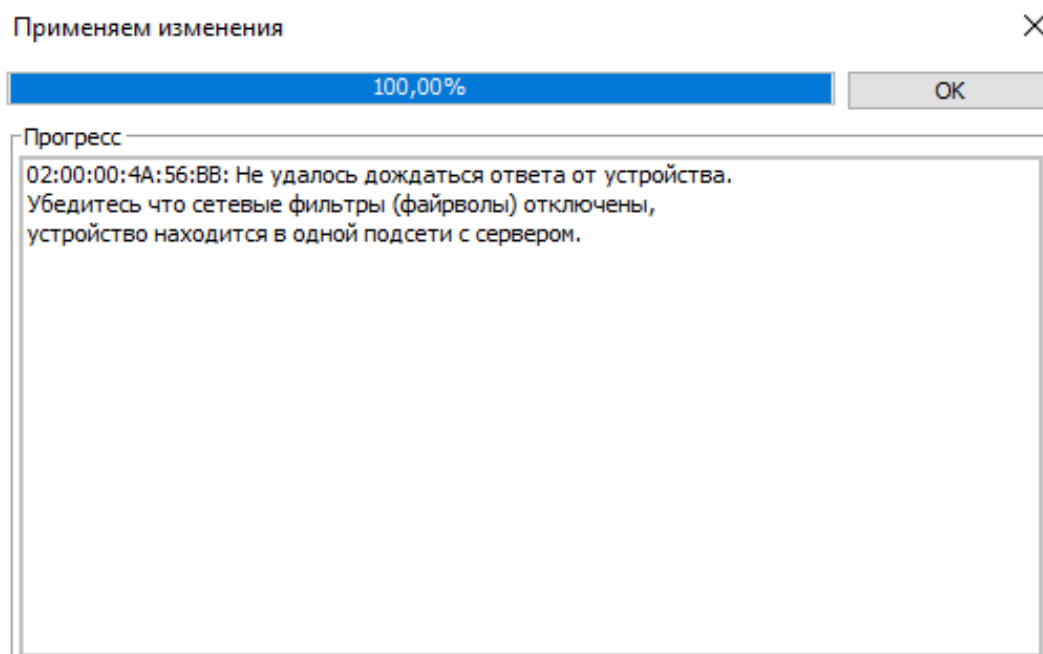 Применяем изменения
100,00%
OK
Прогресс
02:00:00:4A:56:BB: Не удалось дождаться ответа от устройства.
Убедитесь что сетевые фильтры (файрволы) отключены,
устройство находится в одной подсети с сервером.